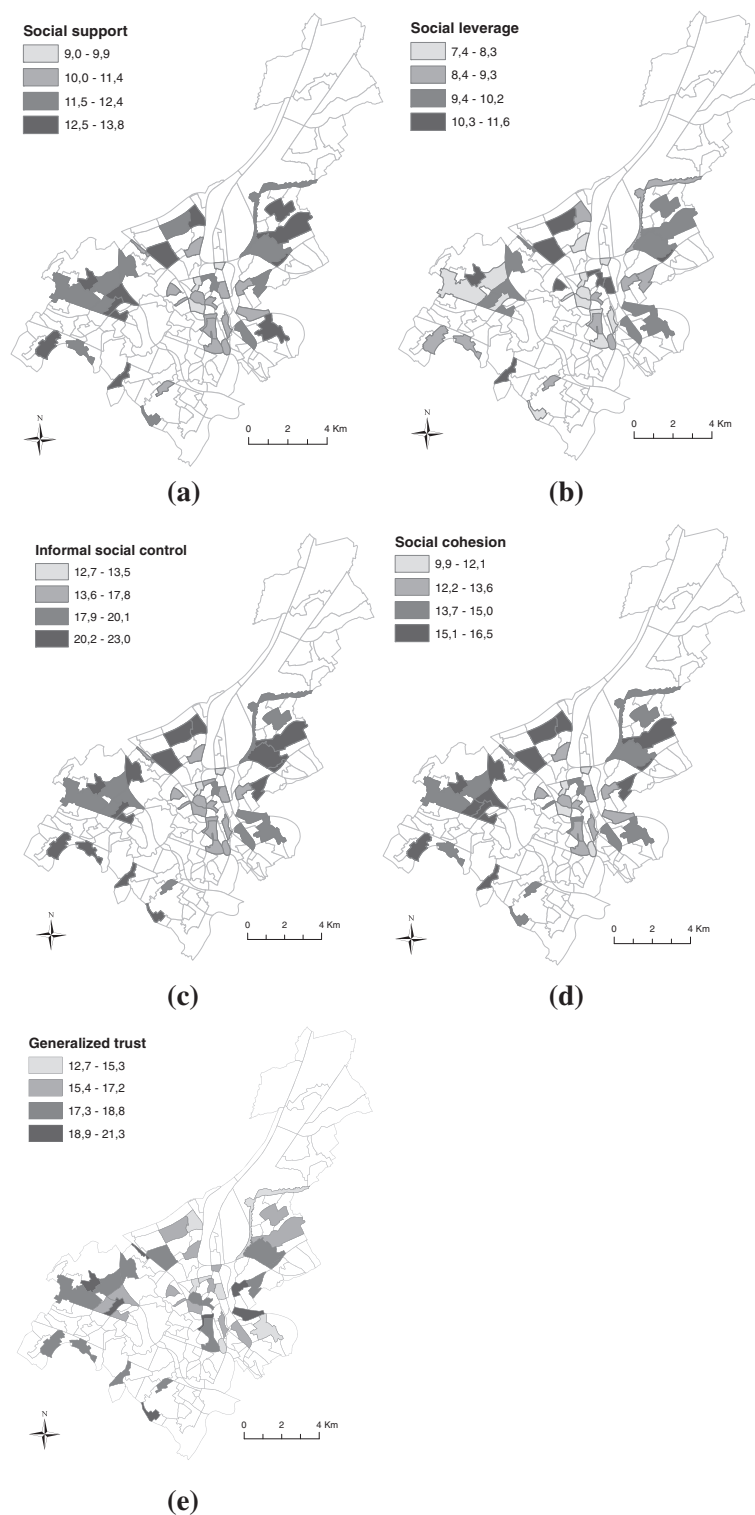 Social support
9,0 - 9,9
10,0 - 11,4
11,5 - 12,4
12,5 - 13,8
N
0 2 4 Km
(a)
Social leverage
7,4 - 8,3
8,4 - 9,3
9,4 - 10,2
10,3 - 11,6
N
0 2 4 Km
(b)
Informal social control
12,7 - 13,5
13,6 - 17,8
17,9 - 20,1
20,2 - 23,0
N
0 2 4 Km
(c)
Social cohesion
9,9 - 12,1
12,2 - 13,6
13,7 - 15,0
15,1 - 16,5
N
0 2 4 Km
(d)
Generalized trust
12,7 - 15,3
15,4 - 17,2
17,3 - 18,8
18,9 - 21,3
N
0 2 4 Km
(e)